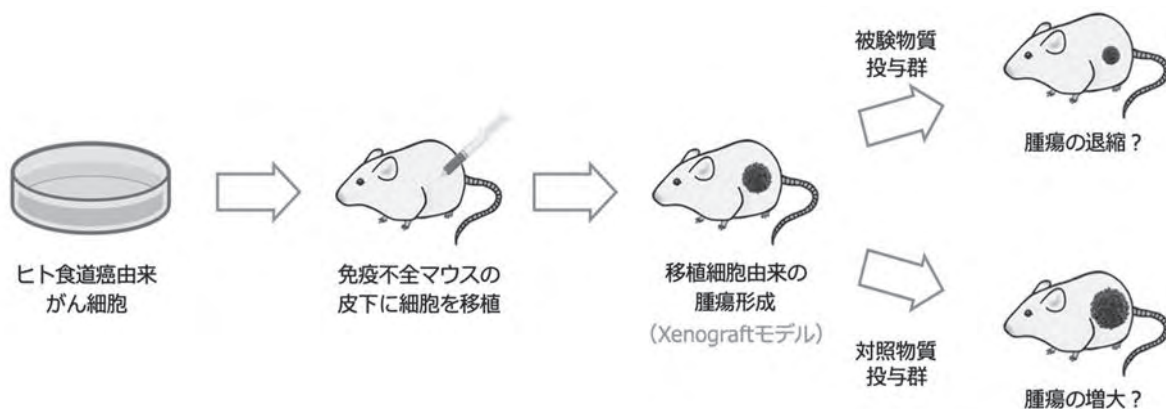 ヒト食道癌由来
がん細胞
免疫不全マウスの
皮下に細胞を移植
移植細胞由来の
腫瘍形成
（Xenograftモデル）
被験物質
投与群
腫瘍の退縮？
対照物質
投与群
腫瘍の増大？